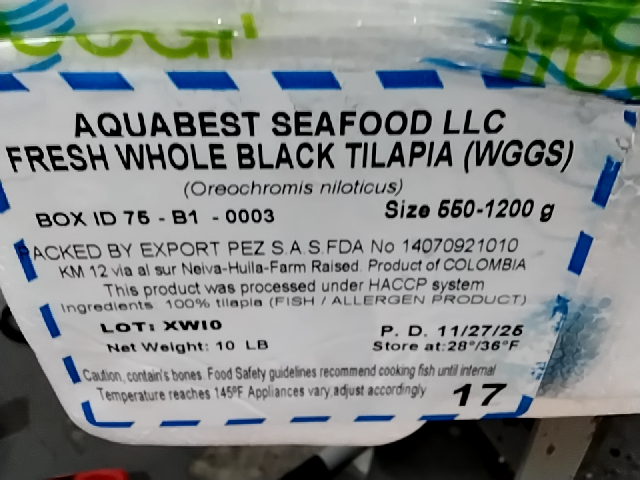 AQUABEST SEAFOOD LLC
FRESH WHOLE BLACK TILAPIA (WGGS)
(Oreochromis niloticus)
BOX ID 75 - B1 - 0003
Size 550-1200 g
PACKED BY EXPORT PEZ S.A.S.FDA No 14070921010
KM 12 via al sur Neiva-Huila-Farm Raised. Product of COLOMBIA
This product was processed under HACCP system
Ingredients: 100% tilapia (FISH / ALLERGEN PRODUCT)
LOT: XWIO
P. D. 11/27/25
Net Weight: 10 LB
Store at:28°/36°F
Caution, contain's bones. Food Safety guidelines recommend cooking fish until internal
Temperature reaches 145ºF Appliances vary,adjust accordingly
17